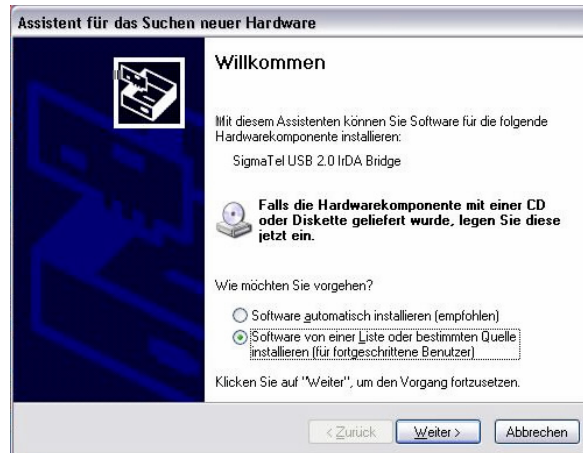 Assistent für das Suchen neuer Hardware
Willkommen
Mit diesem Assistenten können Sie Software für die folgende
Hardwarekomponente installieren:
SigmaTel USB 2.0 IrDA Bridge
Falls die Hardwarekomponente mit einer CD
oder Diskette geliefert wurde, legen Sie diese
jetzt ein.
Wie möchten Sie vorgehen?
Software automatisch installieren (empfohlen)
Software von einer Liste oder bestimmten Quelle
installieren (für fortgeschrittene Benutzer)
Klicken Sie auf "Weiter", um den Vorgang fortzusetzen.
< Zurück Weiter > Abbrechen